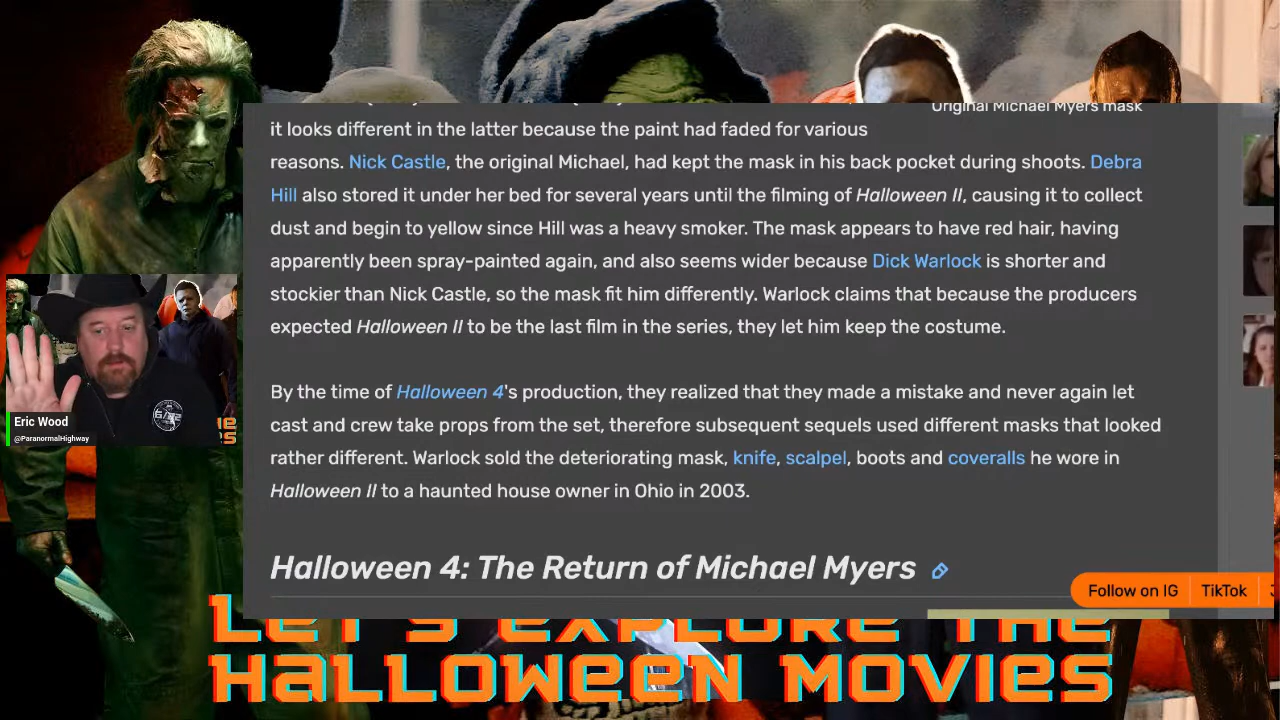 Original Michael Myers mask
it looks different in the latter because the paint had faded for various
reasons. Nick Castle, the original Michael, had kept the mask in his back pocket during shoots. Debra
Hill also stored it under her bed for several years until the filming of Halloween II, causing it to collect
dust and begin to yellow since Hill was a heavy smoker. The mask appears to have red hair, having
apparently been spray-painted again, and also seems wider because Dick Warlock is shorter and
stockier than Nick Castle, so the mask fit him differently. Warlock claims that because the producers
expected Halloween II to be the last film in the series, they let him keep the costume.
By the time of Halloween 4's production, they realized that they made a mistake and never again let
cast and crew take props from the set, therefore subsequent sequels used different masks that looked
rather different. Warlock sold the deteriorating mask, knife, scalpel, boots and coveralls he wore in
Halloween II to a haunted house owner in Ohio in 2003.
Halloween 4: The Return of Michael Myers
Follow on IG TikTok
Eric Wood
@ParanormalHighway
LET'S EXPLORE THE
HALLOWEEN MOVIES